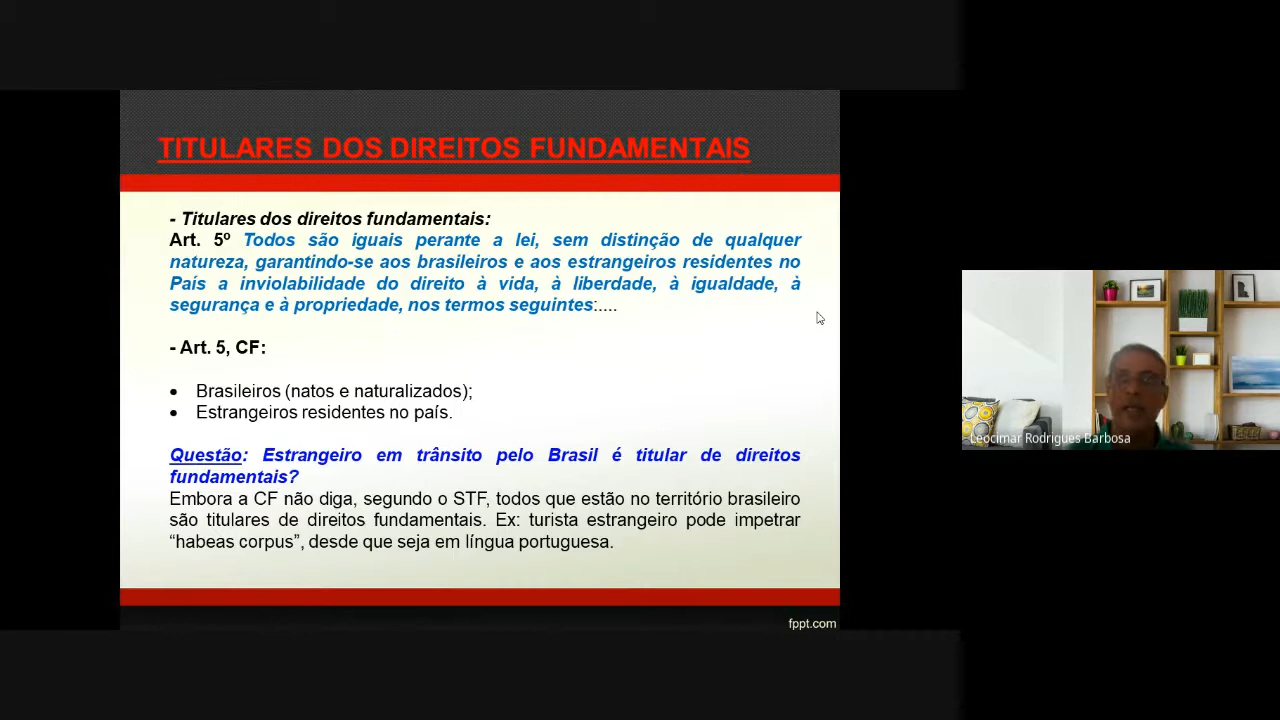 TITULARES DOS DIREITOS FUNDAMENTAIS
- Titulares dos direitos fundamentais:
Art. 5º Todos são iguais perante a lei, sem distinção de qualquer
natureza, garantindo-se aos brasileiros e aos estrangeiros residentes no
País a inviolabilidade do direito à vida, à liberdade, à igualdade, à
segurança e à propriedade, nos termos seguintes:....
- Art. 5, CF:
• Brasileiros (natos e naturalizados);
• Estrangeiros residentes no país.
Questão: Estrangeiro em trânsito pelo Brasil é titular de direitos
fundamentais?
Embora a CF não diga, segundo o STF, todos que estão no território brasileiro
são titulares de direitos fundamentais. Ex: turista estrangeiro pode impetrar
“habeas corpus”, desde que seja em língua portuguesa.
fppt.com
Leocimar Rodrigues Barbosa